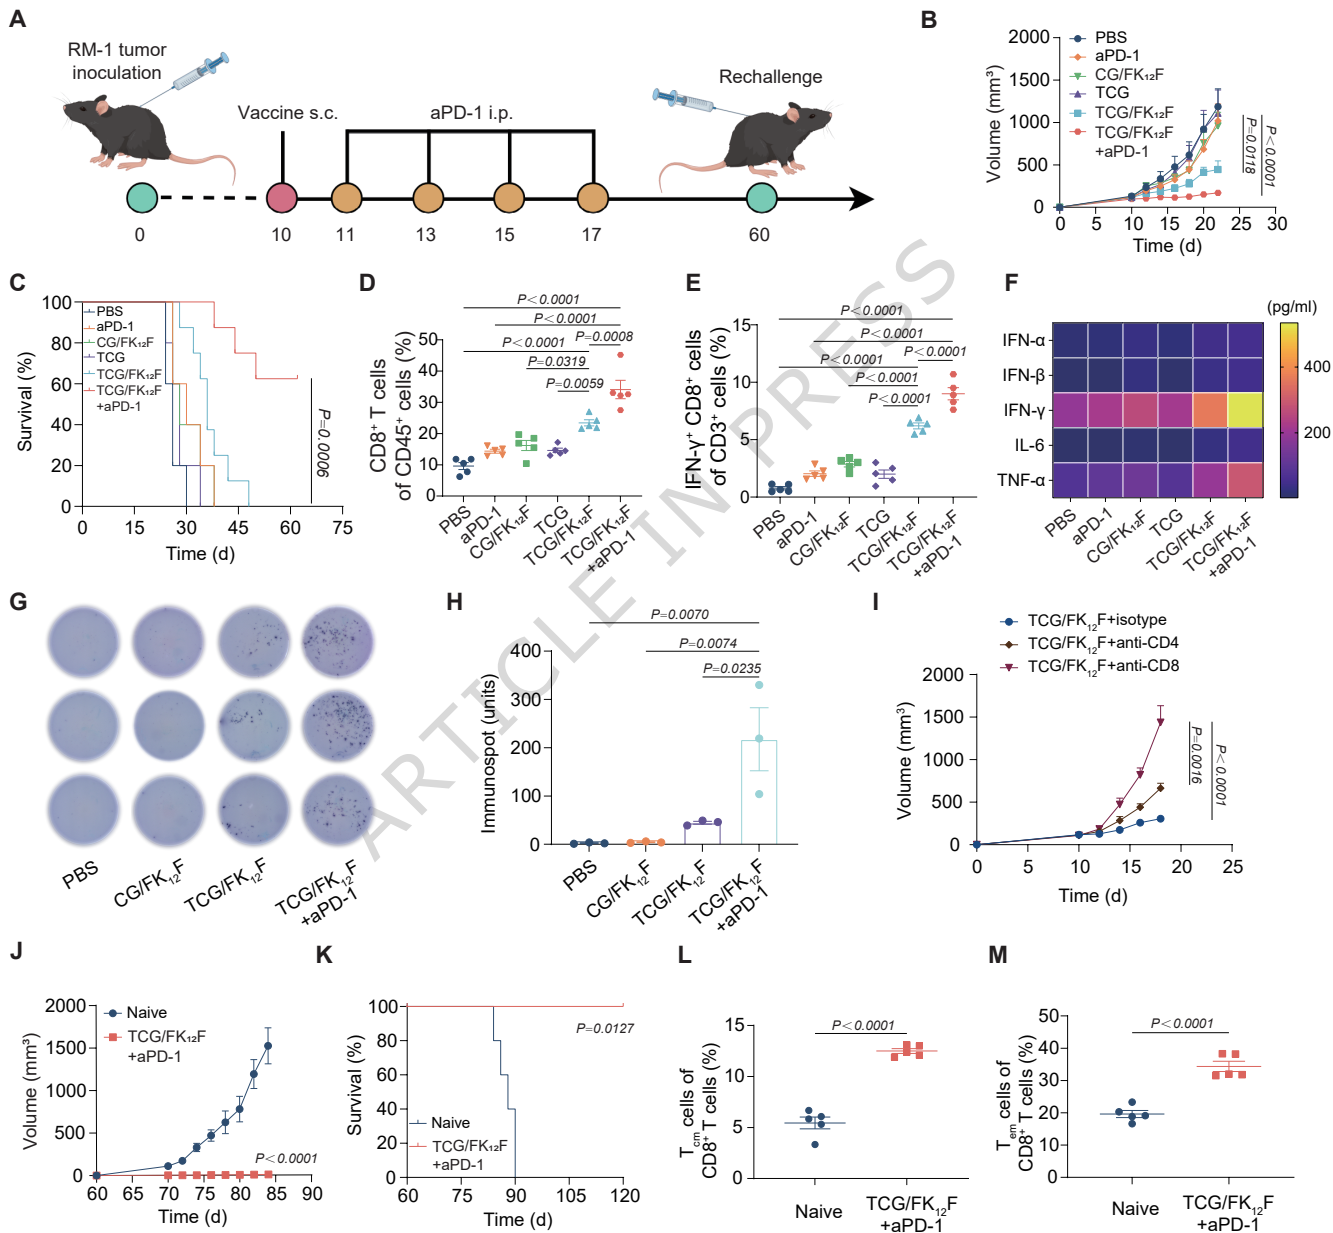 A
RM-1 tumor
inoculation
Vaccine s.c.
aPD-1 i.p.
Rechallenge
0
10
11
13
15
17
60
B
Volume (mm³)
2000
1500
1000
500
0
0
5
10
15
20
25
30
Time (d)
PBS
aPD-1
CG/FK₁₂F
TCG
TCG/FK₁₂F
TCG/FK₁₂F
+aPD-1
P=0.0118
P<0.0001
C
Survival (%)
100
80
60
40
20
0
0
15
30
45
60
75
Time (d)
PBS
aPD-1
CG/FK₁₂F
TCG
TCG/FK₁₂F
TCG/FK₁₂F
+aPD-1
P=0.0006
D
CD8⁺ T cells
of CD45⁺ cells (%)
50
40
30
20
10
0
P<0.0001
P<0.0001
P<0.0001
P=0.0008
P=0.0319
P=0.0059
PBS
aPD-1
CG/FK₁₂F
TCG
TCG/FK₁₂F
TCG/FK₁₂F
+aPD-1
E
IFN-γ⁺ CD8⁺ cells
of CD3⁺ cells (%)
15
10
5
0
P<0.0001
P<0.0001
P<0.0001
P<0.0001
P<0.0001
P<0.0001
PBS
aPD-1
CG/FK₁₂F
TCG
TCG/FK₁₂F
TCG/FK₁₂F
+aPD-1
F
(pg/ml)
400
200
IFN-α
IFN-β
IFN-γ
IL-6
TNF-α
PBS
aPD-1
CG/FK₁₂F
TCG
TCG/FK₁₂F
TCG/FK₁₂F
+aPD-1
G
PBS
CG/FK₁₂F
TCG/FK₁₂F
TCG/FK₁₂F
+aPD-1
H
Immunospot (units)
400
300
200
100
0
P=0.0070
P=0.0074
P=0.0235
PBS
CG/FK₁₂F
TCG/FK₁₂F
TCG/FK₁₂F
+aPD-1
I
TCG/FK₁₂F+isotype
TCG/FK₁₂F+anti-CD4
TCG/FK₁₂F+anti-CD8
Volume (mm³)
2000
1500
1000
500
0
0
5
10
15
20
25
Time (d)
P=0.0016
P<0.0001
J
Volume (mm³)
2000
1500
1000
500
0
60
65
70
75
80
85
90
Time (d)
Naive
TCG/FK₁₂F
+aPD-1
P<0.0001
K
Survival (%)
100
80
60
40
20
0
60
75
90
105
120
Time (d)
P=0.0127
Naive
TCG/FK₁₂F
+aPD-1
L
T_cm cells of
CD8⁺ T cells (%)
15
10
5
0
P<0.0001
Naive
TCG/FK₁₂F
+aPD-1
M
T_em cells of
CD8⁺ T cells (%)
50
40
30
20
10
0
P<0.0001
Naive
TCG/FK₁₂F
+aPD-1
ARTICLE IN PRESS